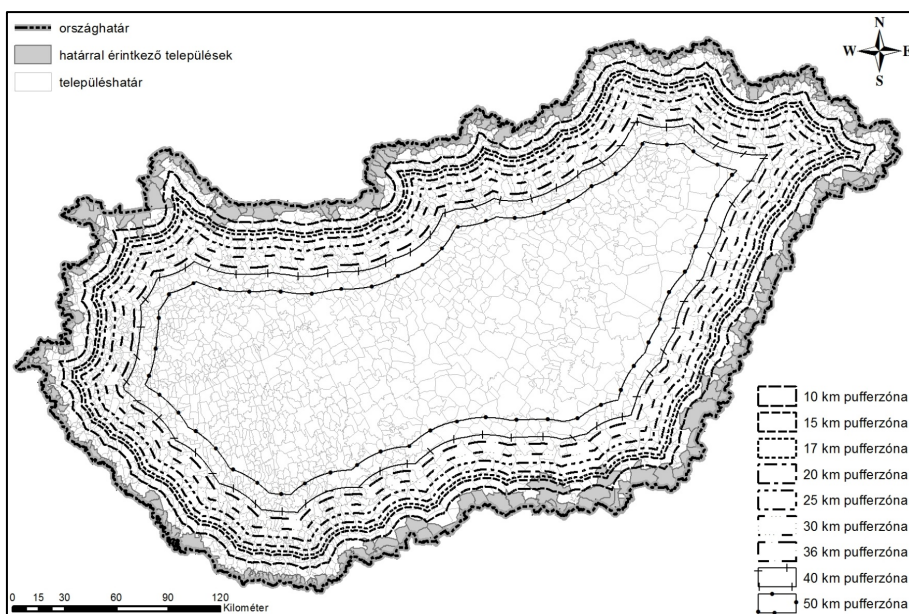 országhatár
határral érintkező települések
településhatár
N
W E
S
10 km pufferzóna
15 km pufferzóna
17 km pufferzóna
20 km pufferzóna
25 km pufferzóna
30 km pufferzóna
36 km pufferzóna
40 km pufferzóna
50 km pufferzóna
0 15 30 60 90 120
Kilométer